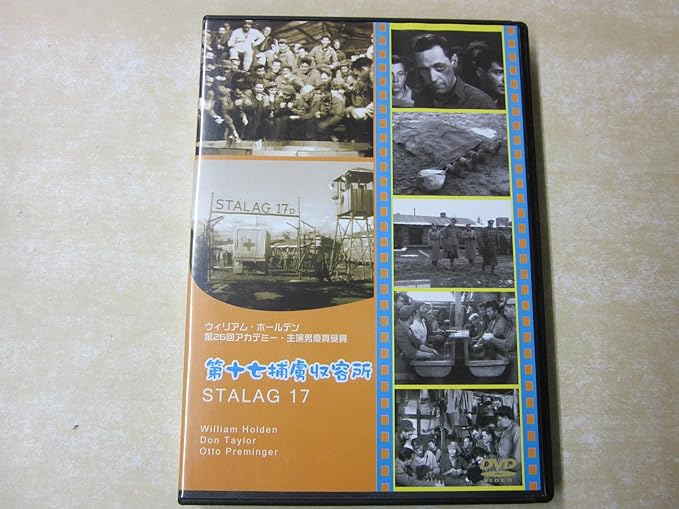 STALAG 17D
ウィリアム・ホールデン
第26回アカデミー・主演男優賞受賞
第十七捕虜収容所
STALAG 17
William Holden
Don Taylor
Otto Preminger
DVD
VIDEO